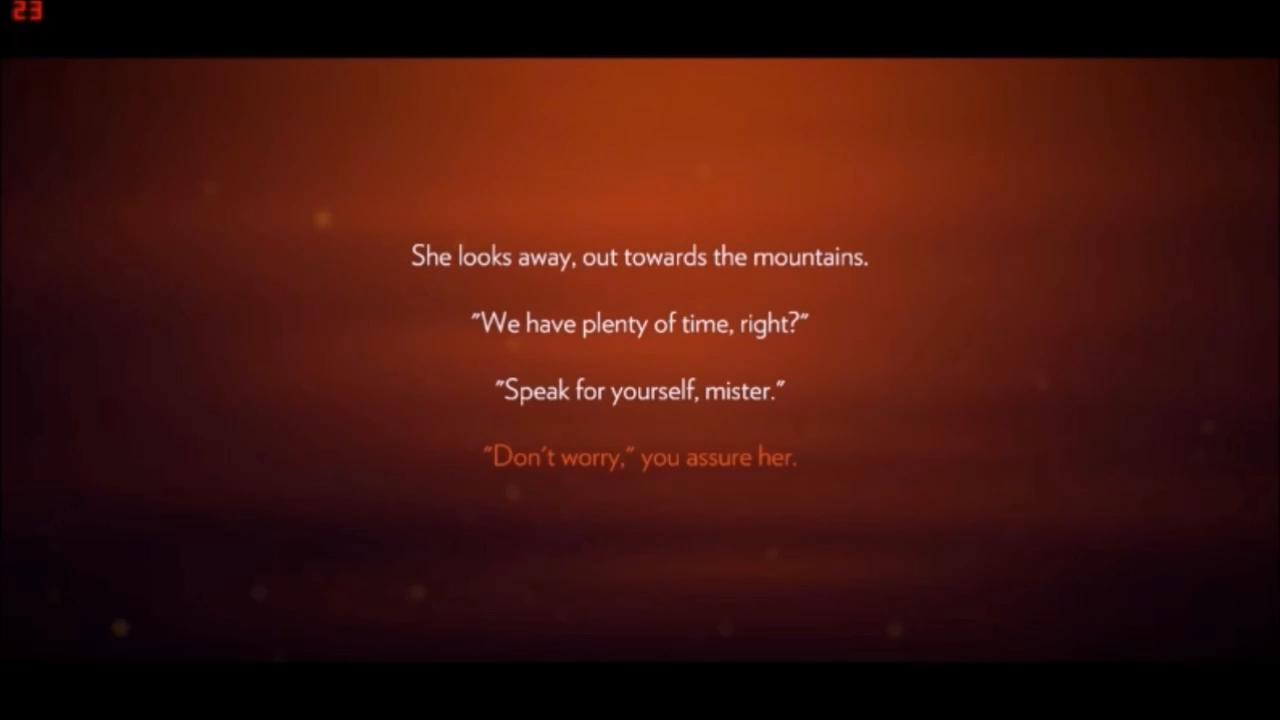 23
She looks away, out towards the mountains.
"We have plenty of time, right?"
"Speak for yourself, mister."
"Don't worry," you assure her.